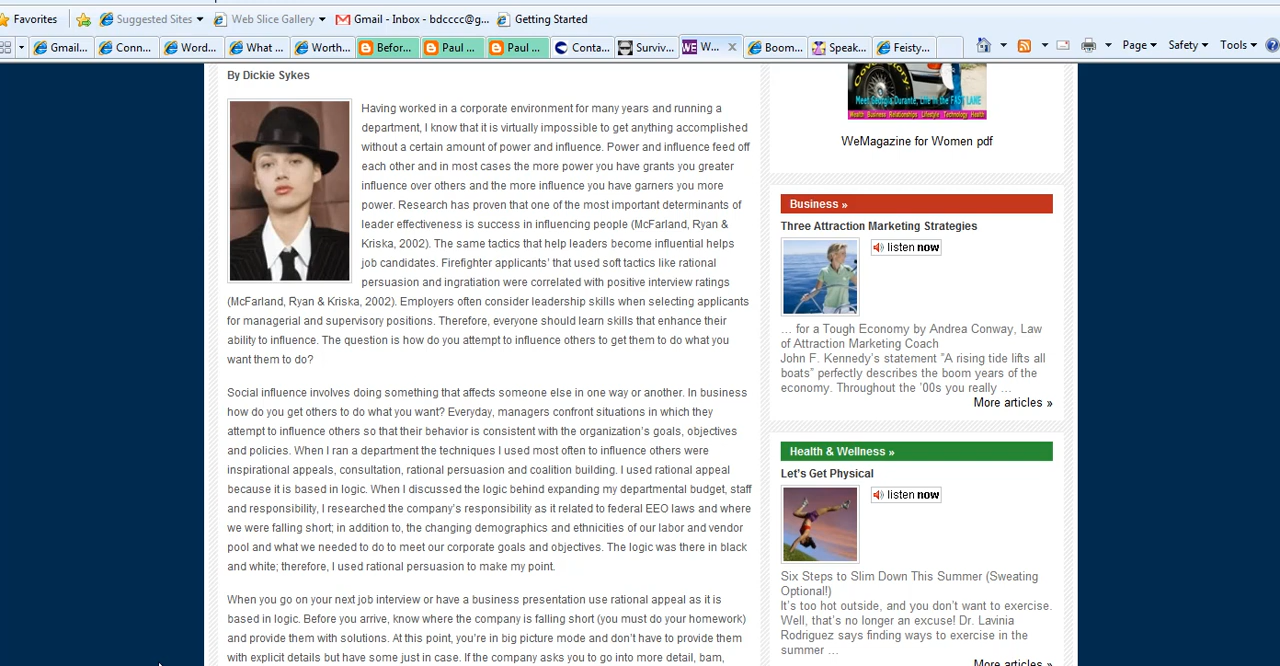 Favorites
Suggested Sites
Web Slice Gallery
Gmail - Inbox - bdcccc@g...
Getting Started
Gmail...
Conn...
Word...
What ...
Worth...
Befor...
Paul ...
Paul ...
Conta...
Surviv...
WE W...
Boom...
Speak...
Feisty...
Page
Safety
Tools
By Dickie Sykes
Having worked in a corporate environment for many years and running a
department, I know that it is virtually impossible to get anything accomplished
without a certain amount of power and influence. Power and influence feed off
each other and in most cases the more power you have grants you greater
influence over others and the more influence you have garners you more
power. Research has proven that one of the most important determinants of
leader effectiveness is success in influencing people (McFarland, Ryan &
Kriska, 2002). The same tactics that help leaders become influential helps
job candidates. Firefighter applicants' that used soft tactics like rational
persuasion and ingratiation were correlated with positive interview ratings
(McFarland, Ryan & Kriska, 2002). Employers often consider leadership skills when selecting applicants
for managerial and supervisory positions. Therefore, everyone should learn skills that enhance their
ability to influence. The question is how do you attempt to influence others to get them to do what you
want them to do?
Social influence involves doing something that affects someone else in one way or another. In business
how do you get others to do what you want? Everyday, managers confront situations in which they
attempt to influence others so that their behavior is consistent with the organization's goals, objectives
and policies. When I ran a department the techniques I used most often to influence others were
inspirational appeals, consultation, rational persuasion and coalition building. I used rational appeal
because it is based in logic. When I discussed the logic behind expanding my departmental budget, staff
and responsibility, I researched the company's responsibility as it related to federal EEO laws and where
we were falling short; in addition to, the changing demographics and ethnicities of our labor and vendor
pool and what we needed to do to meet our corporate goals and objectives. The logic was there in black
and white; therefore, I used rational persuasion to make my point.
When you go on your next job interview or have a business presentation use rational appeal as it is
based in logic. Before you arrive, know where the company is falling short (you must do your homework)
and provide them with solutions. At this point, you're in big picture mode and don't have to provide them
with explicit details but have some just in case. If the company asks you to go into more detail, bam,
Meet Georgia Durante, Life in the FAST LANE
Wealth Business Relationships Lifestyle Technology Health
WeMagazine for Women pdf
Business »
Three Attraction Marketing Strategies
listen now
… for a Tough Economy by Andrea Conway, Law
of Attraction Marketing Coach
John F. Kennedy's statement "A rising tide lifts all
boats" perfectly describes the boom years of the
economy. Throughout the '00s you really …
More articles »
Health & Wellness »
Let's Get Physical
listen now
Six Steps to Slim Down This Summer (Sweating
Optional!)
It's too hot outside, and you don't want to exercise.
Well, that's no longer an excuse! Dr. Lavinia
Rodriguez says finding ways to exercise in the
summer …
More articles »